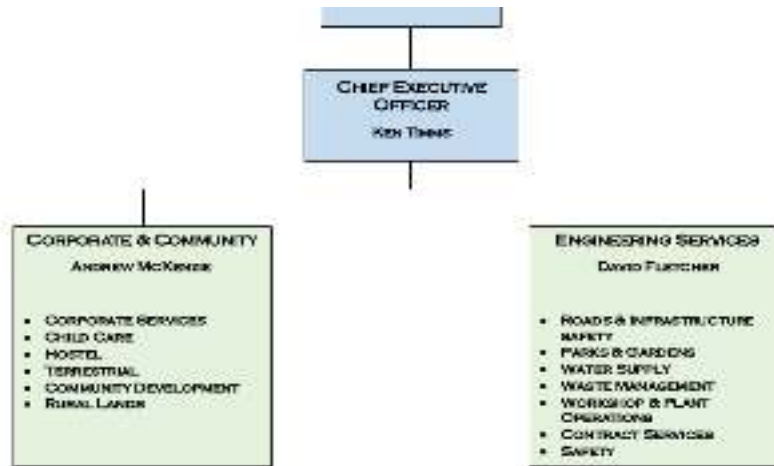 CHIEF EXECUTIVE
OFFICER
KEN TIMMS
CORPORATE & COMMUNITY
ANDREW MCKENZIE
• CORPORATE SERVICES
• CHILD CARE
• HOSTEL
• TERRESTRIAL
• COMMUNITY DEVELOPMENT
• RURAL LANDS
ENGINEERING SERVICES
DAVID FLETCHER
• ROADS & INFRASTRUCTURE
SAFETY
• PARKS & GARDENS
• WATER SUPPLY
• WASTE MANAGEMENT
• WORKSHOP & PLANT
OPERATIONS
• CONTRACT SERVICES
• SAFETY